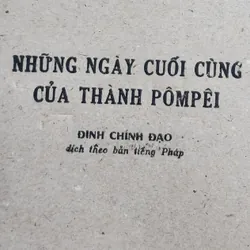 NHỮNG NGÀY CUỐI CÙNG
CỦA THÀNH PÔMPÊI
ĐINH CHÍNH ĐẠO
dịch theo bản tiếng Pháp